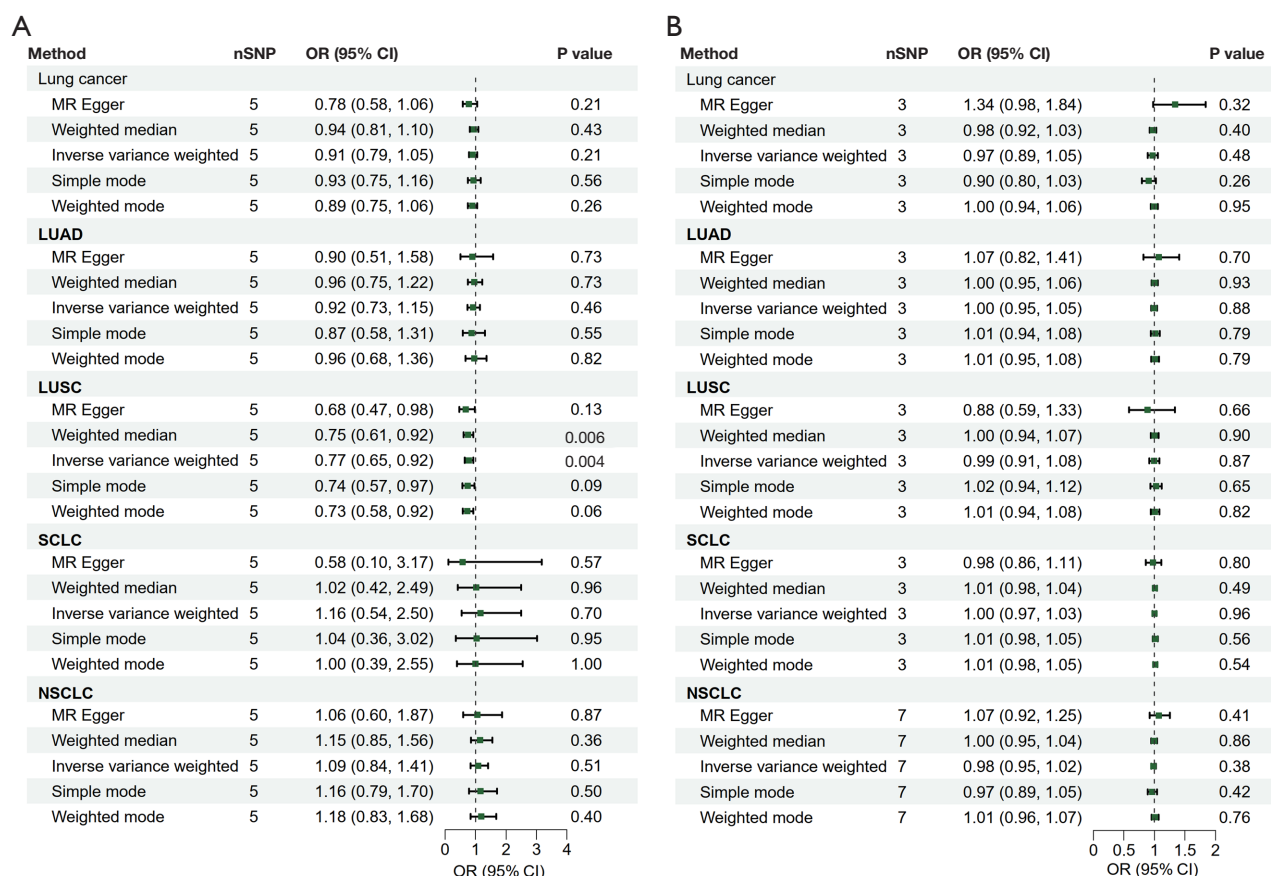 A
Method nSNP OR (95% CI) P value
Lung cancer
MR Egger 5 0.78 (0.58, 1.06) 0.21
Weighted median 5 0.94 (0.81, 1.10) 0.43
Inverse variance weighted 5 0.91 (0.79, 1.05) 0.21
Simple mode 5 0.93 (0.75, 1.16) 0.56
Weighted mode 5 0.89 (0.75, 1.06) 0.26
LUAD
MR Egger 5 0.90 (0.51, 1.58) 0.73
Weighted median 5 0.96 (0.75, 1.22) 0.73
Inverse variance weighted 5 0.92 (0.73, 1.15) 0.46
Simple mode 5 0.87 (0.58, 1.31) 0.55
Weighted mode 5 0.96 (0.68, 1.36) 0.82
LUSC
MR Egger 5 0.68 (0.47, 0.98) 0.13
Weighted median 5 0.75 (0.61, 0.92) 0.006
Inverse variance weighted 5 0.77 (0.65, 0.92) 0.004
Simple mode 5 0.74 (0.57, 0.97) 0.09
Weighted mode 5 0.73 (0.58, 0.92) 0.06
SCLC
MR Egger 5 0.58 (0.10, 3.17) 0.57
Weighted median 5 1.02 (0.42, 2.49) 0.96
Inverse variance weighted 5 1.16 (0.54, 2.50) 0.70
Simple mode 5 1.04 (0.36, 3.02) 0.95
Weighted mode 5 1.00 (0.39, 2.55) 1.00
NSCLC
MR Egger 5 1.06 (0.60, 1.87) 0.87
Weighted median 5 1.15 (0.85, 1.56) 0.36
Inverse variance weighted 5 1.09 (0.84, 1.41) 0.51
Simple mode 5 1.16 (0.79, 1.70) 0.50
Weighted mode 5 1.18 (0.83, 1.68) 0.40
0 1 2 3 4
OR (95% CI)
B
Method nSNP OR (95% CI) P value
Lung cancer
MR Egger 3 1.34 (0.98, 1.84) 0.32
Weighted median 3 0.98 (0.92, 1.03) 0.40
Inverse variance weighted 3 0.97 (0.89, 1.05) 0.48
Simple mode 3 0.90 (0.80, 1.03) 0.26
Weighted mode 3 1.00 (0.94, 1.06) 0.95
LUAD
MR Egger 3 1.07 (0.82, 1.41) 0.70
Weighted median 3 1.00 (0.95, 1.06) 0.93
Inverse variance weighted 3 1.00 (0.95, 1.05) 0.88
Simple mode 3 1.01 (0.94, 1.08) 0.79
Weighted mode 3 1.01 (0.95, 1.08) 0.79
LUSC
MR Egger 3 0.88 (0.59, 1.33) 0.66
Weighted median 3 1.00 (0.94, 1.07) 0.90
Inverse variance weighted 3 0.99 (0.91, 1.08) 0.87
Simple mode 3 1.02 (0.94, 1.12) 0.65
Weighted mode 3 1.01 (0.94, 1.08) 0.82
SCLC
MR Egger 3 0.98 (0.86, 1.11) 0.80
Weighted median 3 1.01 (0.98, 1.04) 0.49
Inverse variance weighted 3 1.00 (0.97, 1.03) 0.96
Simple mode 3 1.01 (0.98, 1.05) 0.56
Weighted mode 3 1.01 (0.98, 1.05) 0.54
NSCLC
MR Egger 7 1.07 (0.92, 1.25) 0.41
Weighted median 7 1.00 (0.95, 1.04) 0.86
Inverse variance weighted 7 0.98 (0.95, 1.02) 0.38
Simple mode 7 0.97 (0.89, 1.05) 0.42
Weighted mode 7 1.01 (0.96, 1.07) 0.76
0 0.5 1 1.5 2
OR (95% CI)